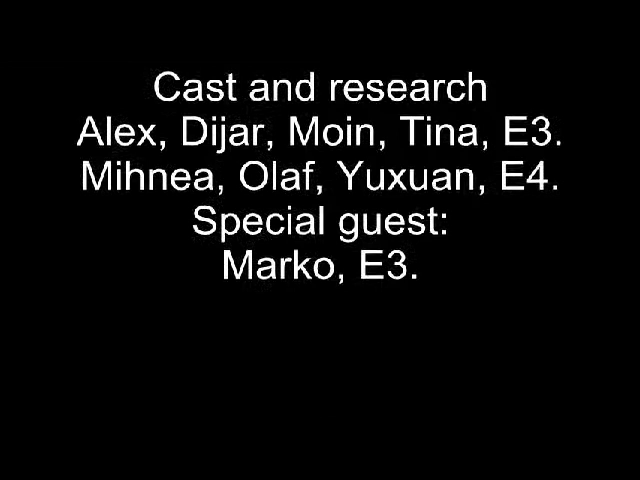 Cast and research
Alex, Dijar, Moin, Tina, E3.
Mihnea, Olaf, Yuxuan, E4.
Special guest:
Marko, E3.